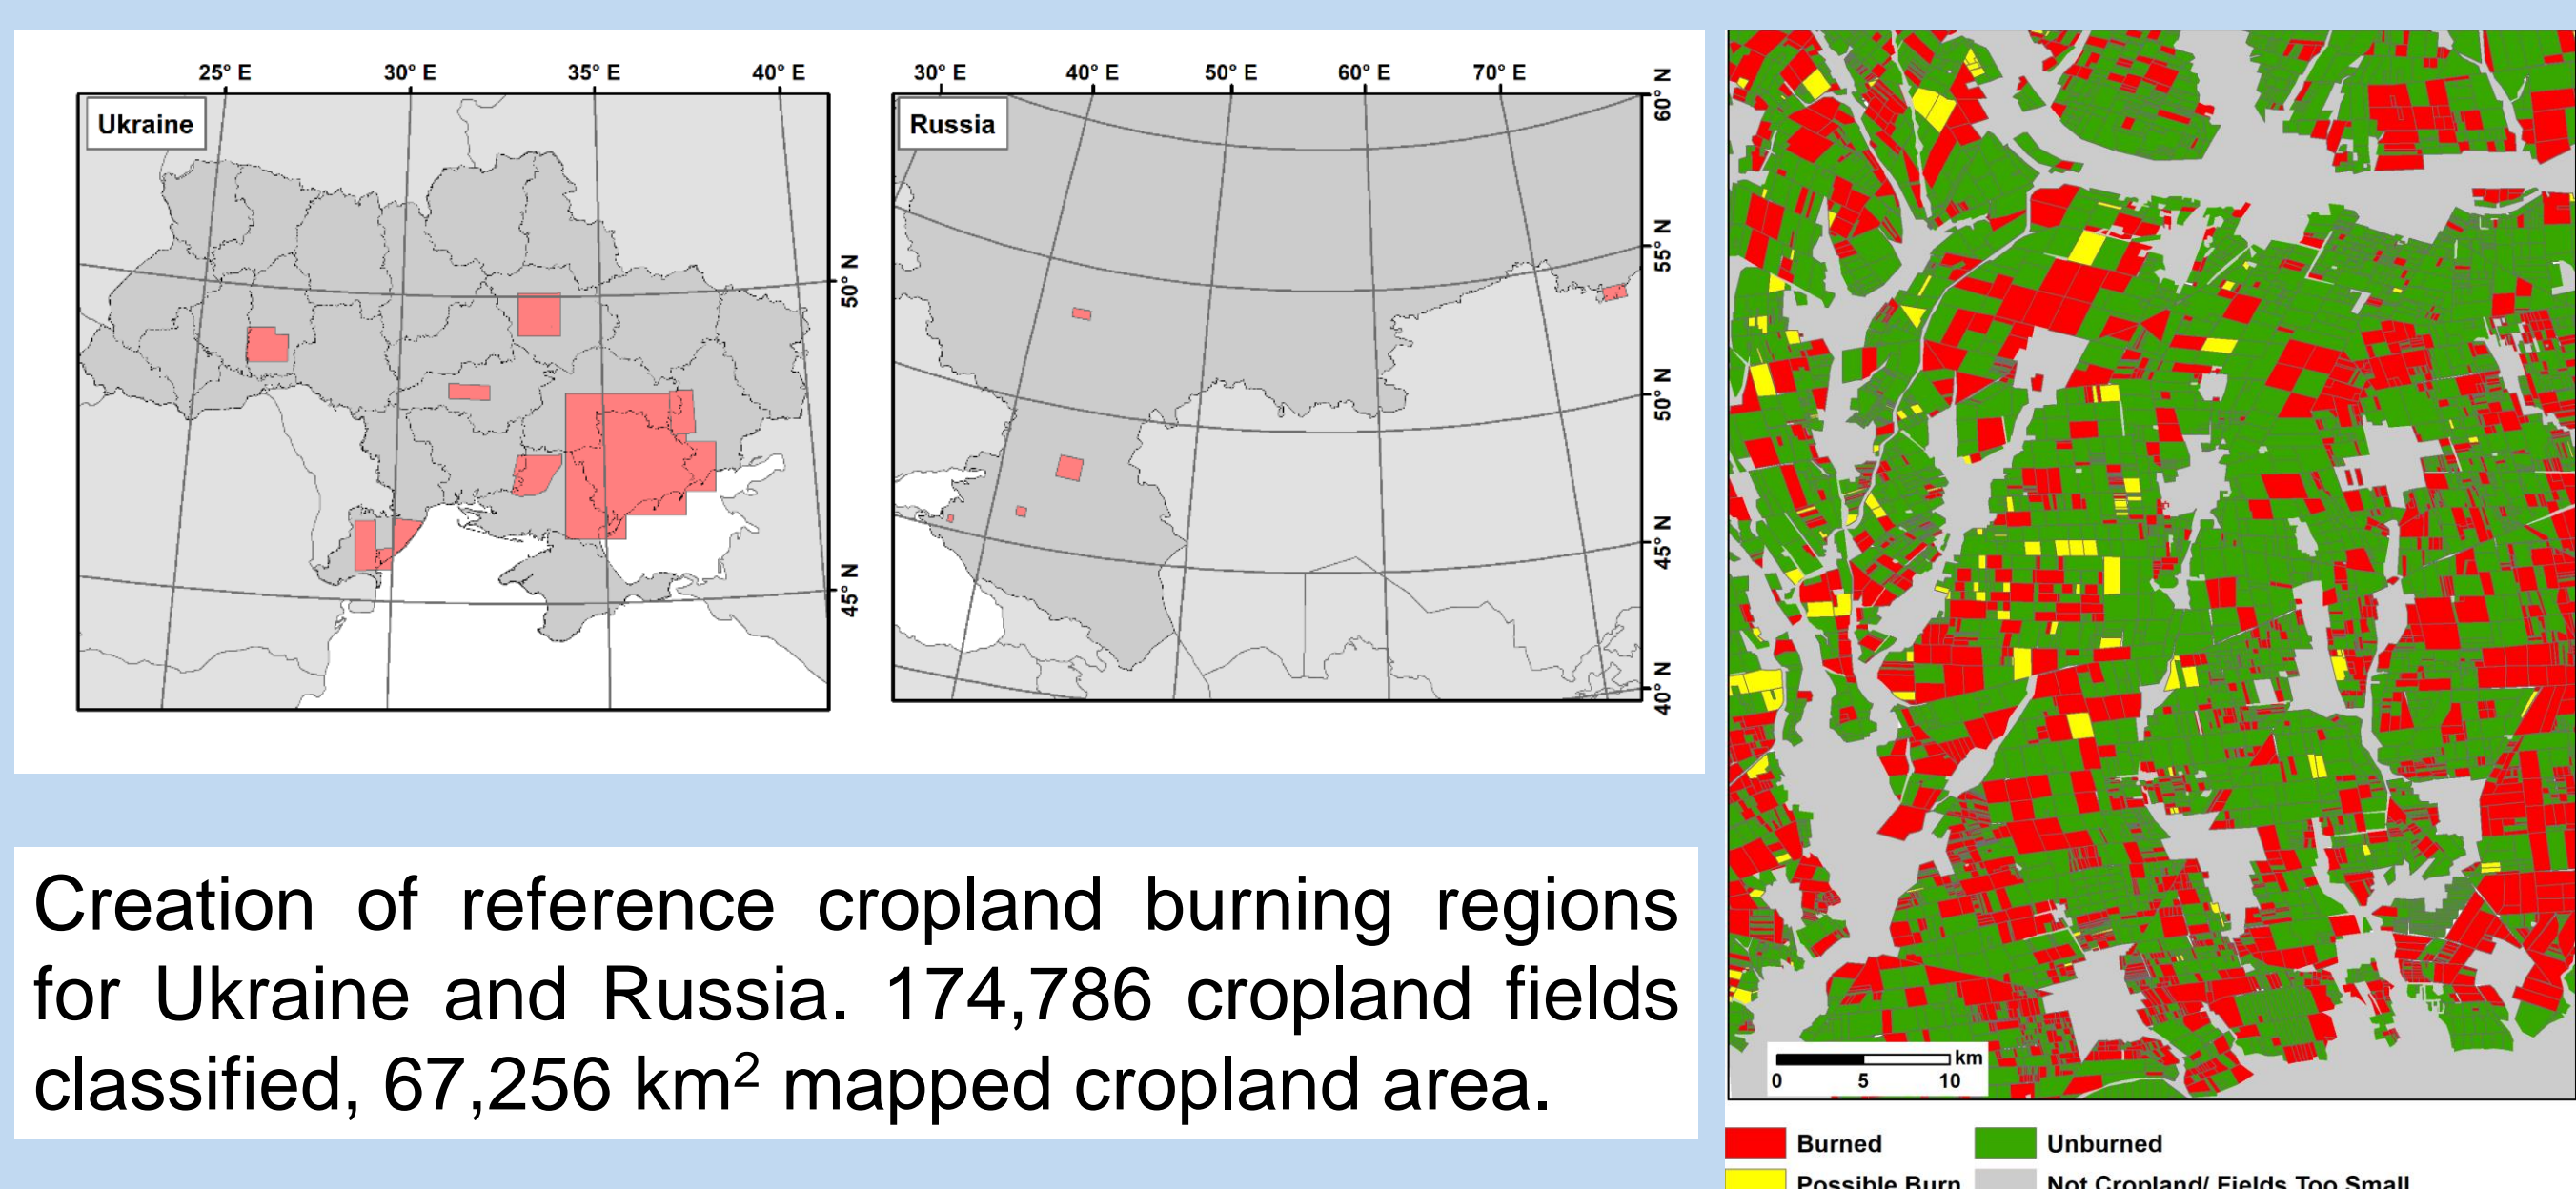 25° E 30° E 35° E 40° E
Ukraine
50° N
45° N
30° E 40° E 50° E 60° E 70° E
Russia
60° N
55° N
50° N
45° N
40° N
Creation of reference cropland burning regions
for Ukraine and Russia. 174,786 cropland fields
classified, 67,256 km² mapped cropland area.
km
0 5 10
Burned Unburned
Possible Burn Not Cropland/ Fields Too Small